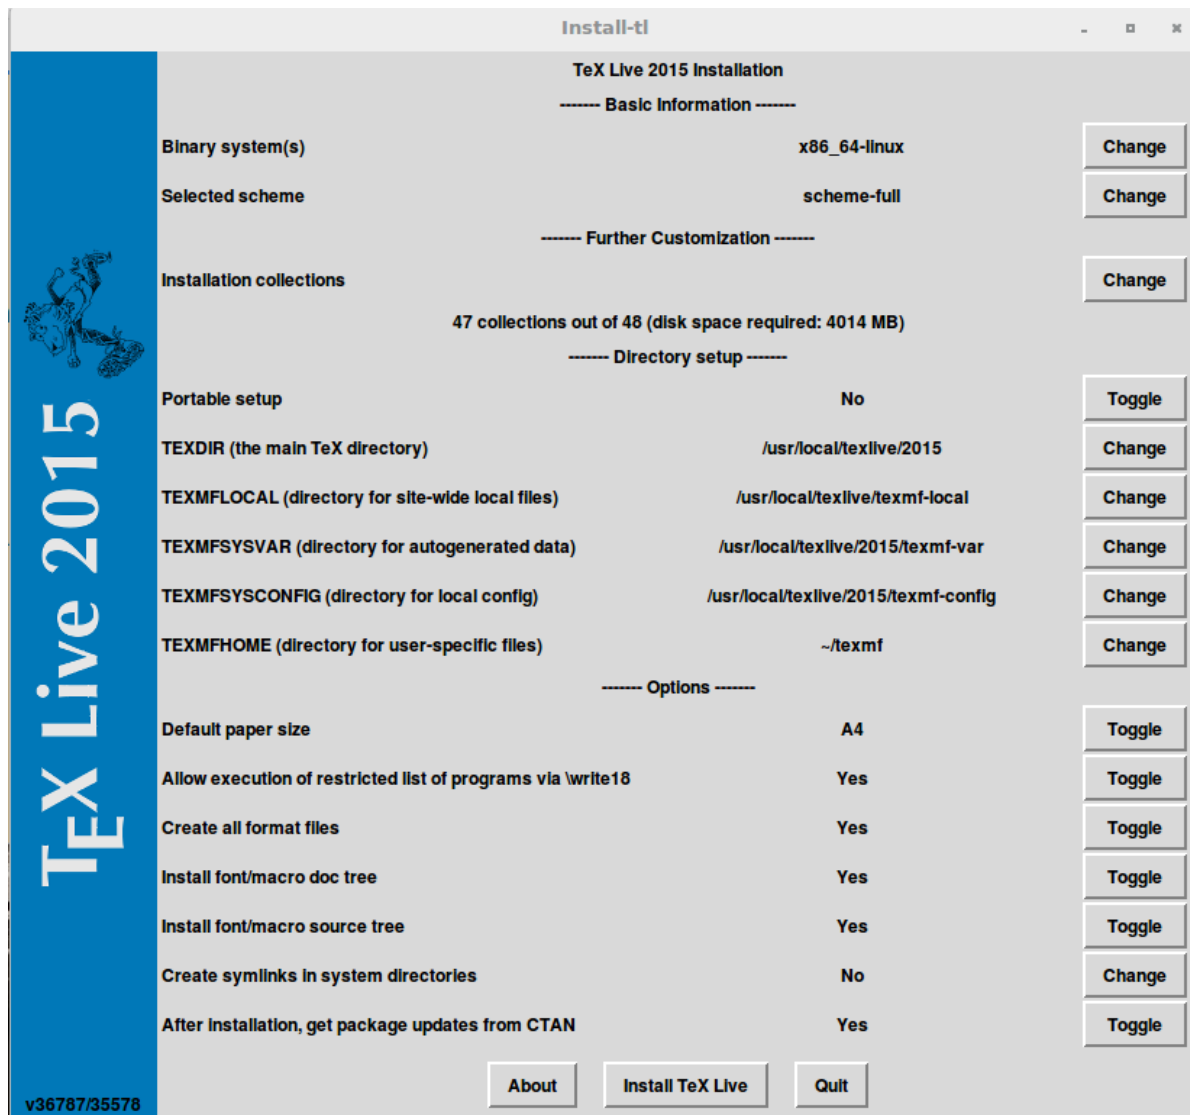 Install-tl
TeX Live 2015 Installation
------- Basic Information -------
Binary system(s) x86_64-linux Change
Selected scheme scheme-full Change
------- Further Customization -------
Installation collections Change
47 collections out of 48 (disk space required: 4014 MB)
------- Directory setup -------
Portable setup No Toggle
TEXDIR (the main TeX directory) /usr/local/texlive/2015 Change
TEXMFLOCAL (directory for site-wide local files) /usr/local/texlive/texmf-local Change
TEXMFSYSVAR (directory for autogenerated data) /usr/local/texlive/2015/texmf-var Change
TEXMFSYSCONFIG (directory for local config) /usr/local/texlive/2015/texmf-config Change
TEXMFHOME (directory for user-specific files) ~/texmf Change
------- Options -------
Default paper size A4 Toggle
Allow execution of restricted list of programs via \write18 Yes Toggle
Create all format files Yes Toggle
Install font/macro doc tree Yes Toggle
Install font/macro source tree Yes Toggle
Create symlinks in system directories No Change
After installation, get package updates from CTAN Yes Toggle
About Install TeX Live Quit
TEX Live 2015
v36787/35578